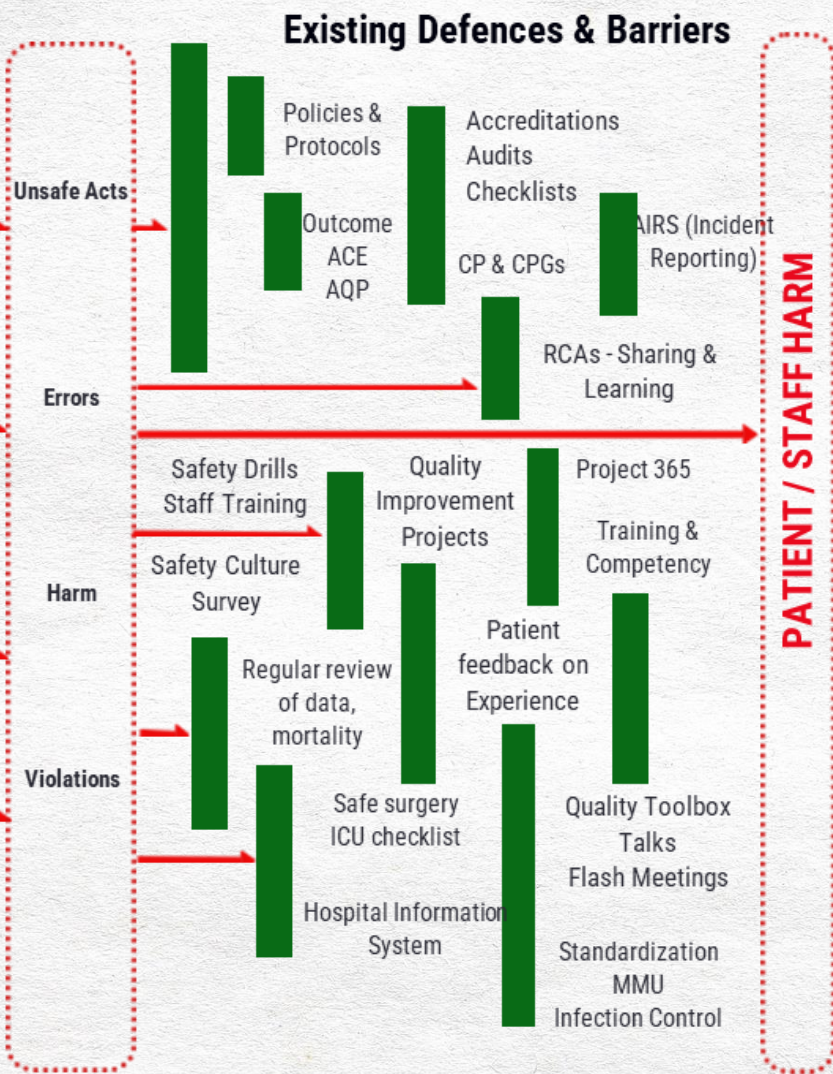 Existing Defences & Barriers
Unsafe Acts
Errors
Harm
Violations
Policies &
Protocols
Outcome
ACE
AQP
Accreditations
Audits
Checklists
CP & CPGs
AIRS (Incident
Reporting)
RCAs - Sharing &
Learning
Safety Drills
Staff Training
Quality
Improvement
Projects
Project 365
Training &
Competency
Safety Culture
Survey
Regular review
of data,
mortality
Patient
feedback on
Experience
Safe surgery
ICU checklist
Quality Toolbox
Talks
Flash Meetings
Hospital Information
System
Standardization
MMU
Infection Control
PATIENT / STAFF HARM